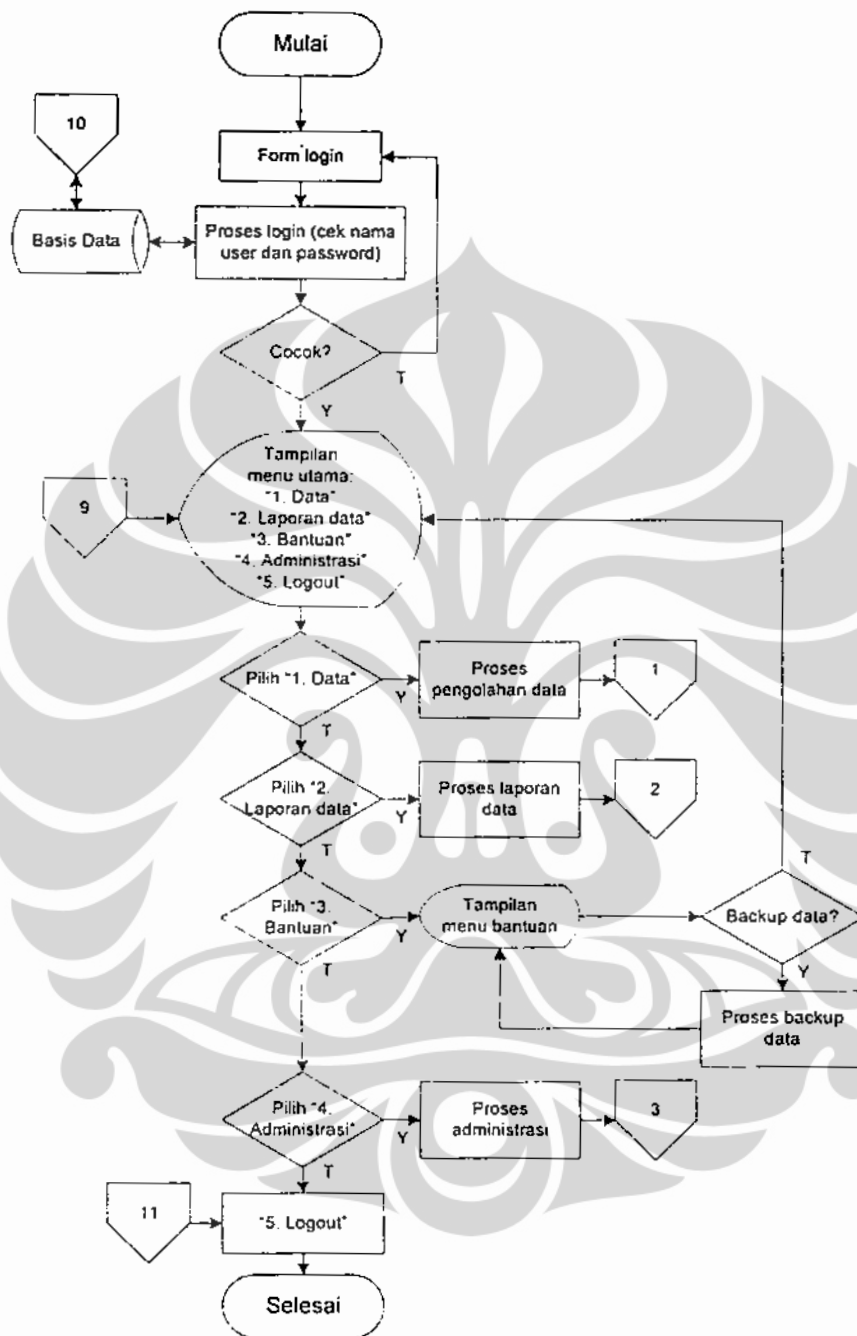 Mulai
10
Form login
Basis Data
Proses login (cek nama
user dan password)
Cocok?
T
Y
Tampilan
menu utama:
"1. Data"
"2. Laporan data"
"3. Bantuan"
"4. Administrasi"
"5. Logout"
9
Pilih "1. Data"
Y
Proses
pengolahan data
1
T
Pilih "2.
Laporan data"
Y
Proses laporan
data
2
T
Pilih "3.
Bantuan"
Y
Tampilan
menu bantuan
T
Backup data?
Y
T
Proses backup
data
Pilih "4.
Administrasi"
Y
Proses
administrasi
3
T
11
"5. Logout"
Selesai